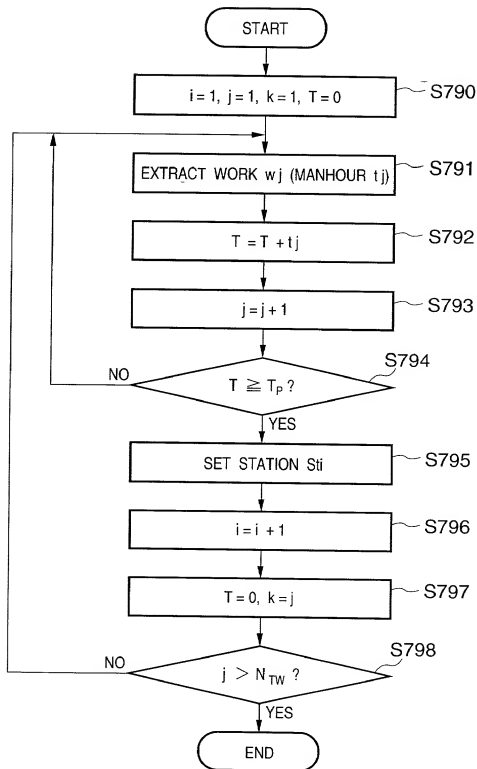 START
i = 1, j = 1, k = 1, T = 0
S790
EXTRACT WORK wj (MANHOUR tj)
S791
T = T + tj
S792
j = j + 1
S793
T ≧ TP ?
S794
NO
YES
SET STATION Sti
S795
i = i + 1
S796
T = 0, k = j
S797
j > NTW ?
S798
NO
YES
END